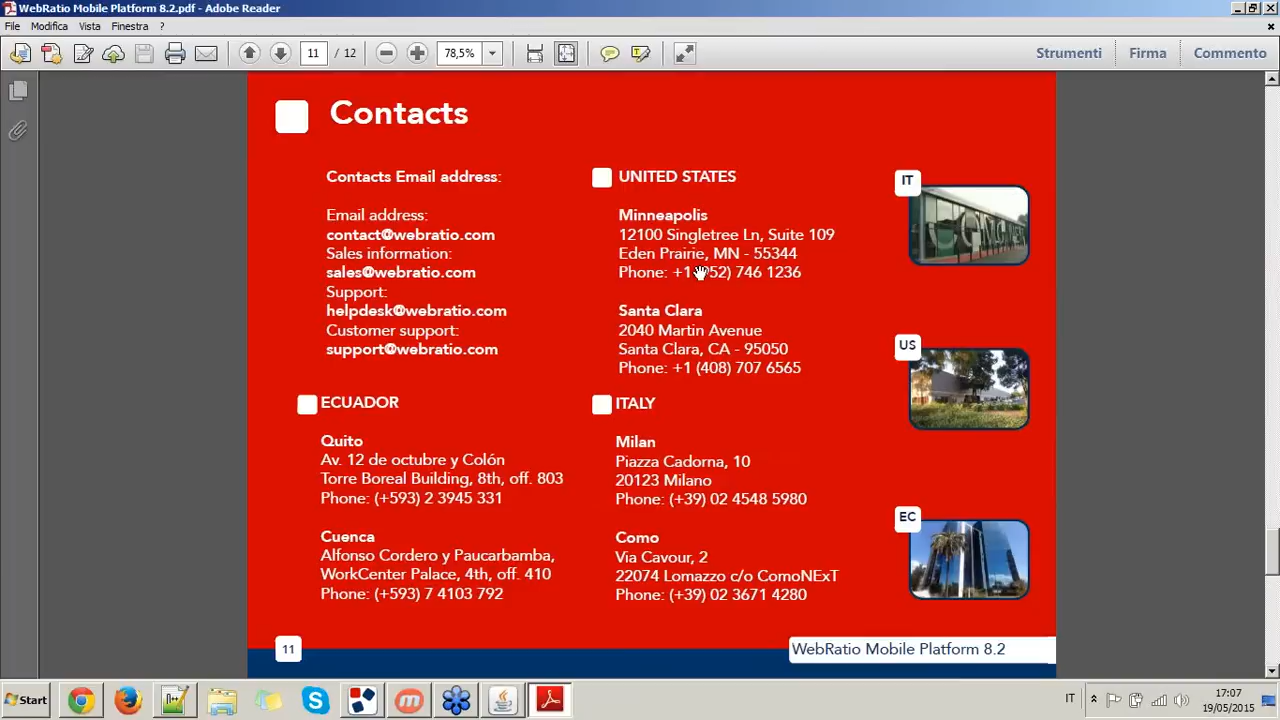 WebRatio Mobile Platform 8.2.pdf - Adobe Reader
File Modifica Vista Finestra ?
11 / 12 78,5% Strumenti Firma Commento
Contacts
Contacts Email address:
Email address:
contact@webratio.com
Sales information:
sales@webratio.com
Support:
helpdesk@webratio.com
Customer support:
support@webratio.com
UNITED STATES
Minneapolis
12100 Singletree Ln, Suite 109
Eden Prairie, MN - 55344
Phone: +1 52) 746 1236
Santa Clara
2040 Martin Avenue
Santa Clara, CA - 95050
Phone: +1 (408) 707 6565
IT
US
EC
ECUADOR
Quito
Av. 12 de octubre y Colón
Torre Boreal Building, 8th, off. 803
Phone: (+593) 2 3945 331
Cuenca
Alfonso Cordero y Paucarbamba,
WorkCenter Palace, 4th, off. 410
Phone: (+593) 7 4103 792
ITALY
Milan
Piazza Cadorna, 10
20123 Milano
Phone: (+39) 02 4548 5980
Como
Via Cavour, 2
22074 Lomazzo c/o ComoNExT
Phone: (+39) 02 3671 4280
11
WebRatio Mobile Platform 8.2
Start
IT
17:07
19/05/2015